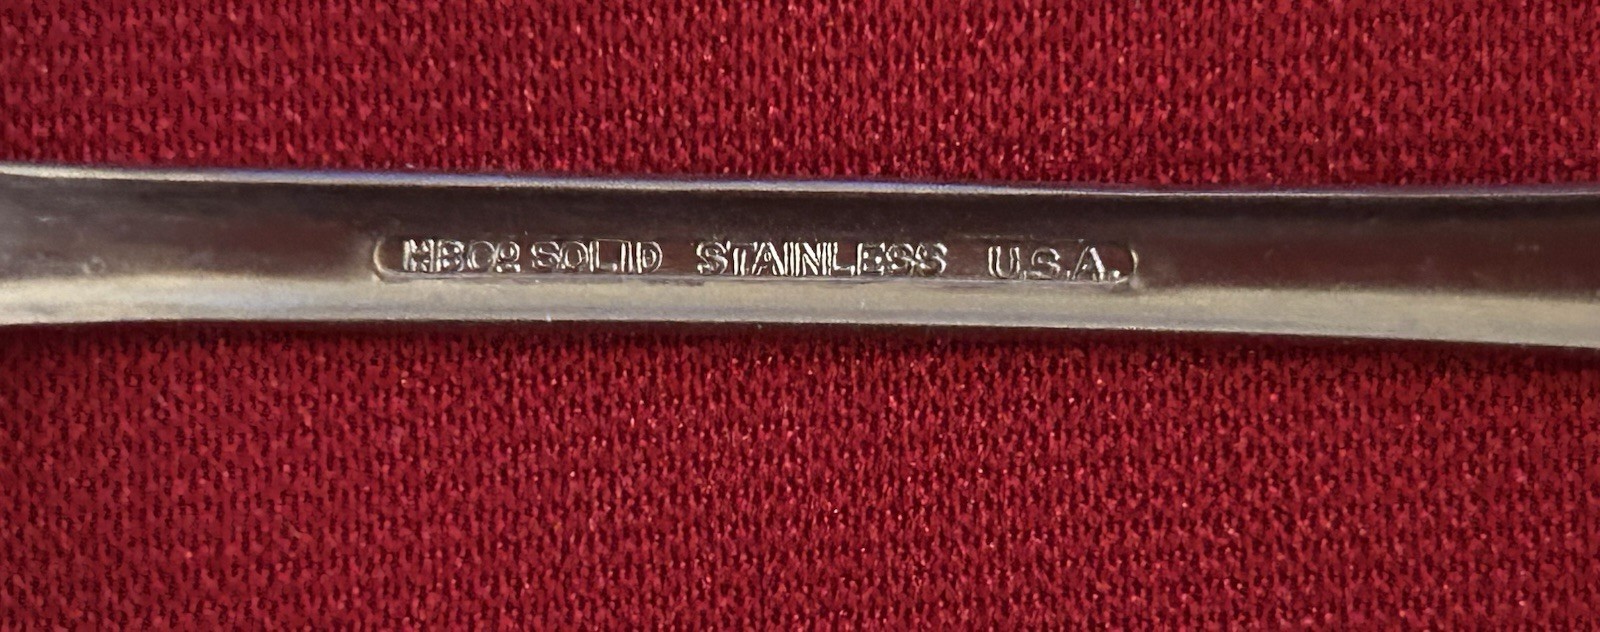 HBCº SOLID STAINLESS U.S.A.